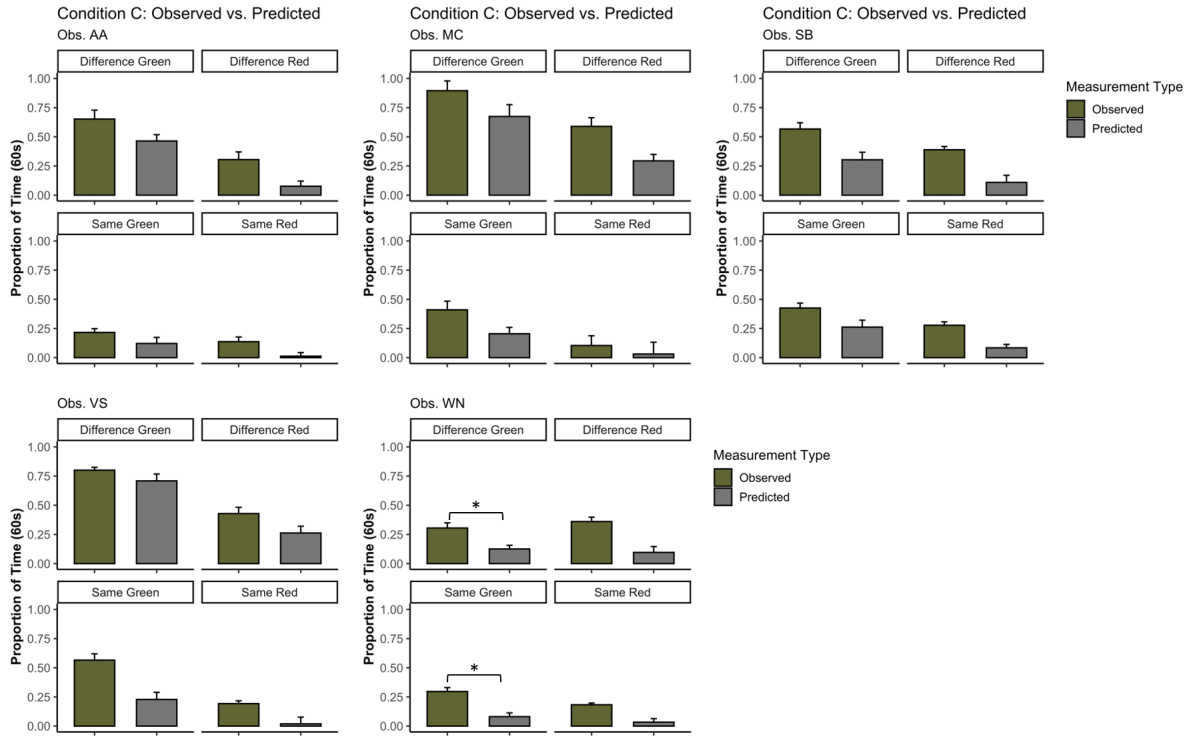 Condition C: Observed vs. Predicted
Obs. AA
Difference Green
Difference Red
1.00
0.75
0.50
0.25
0.00
Same Green
Same Red
1.00
0.75
0.50
0.25
0.00
Proportion of Time (60s)
Proportion of Time (60s)
Condition C: Observed vs. Predicted
Obs. MC
Difference Green
Difference Red
1.00
0.75
0.50
0.25
0.00
Same Green
Same Red
1.00
0.75
0.50
0.25
0.00
Proportion of Time (60s)
Proportion of Time (60s)
Condition C: Observed vs. Predicted
Obs. SB
Difference Green
Difference Red
1.00
0.75
0.50
0.25
0.00
Same Green
Same Red
1.00
0.75
0.50
0.25
0.00
Proportion of Time (60s)
Proportion of Time (60s)
Measurement Type
Observed
Predicted
Obs. VS
Difference Green
Difference Red
1.00
0.75
0.50
0.25
0.00
Same Green
Same Red
1.00
0.75
0.50
0.25
0.00
Proportion of Time (60s)
Obs. WN
Difference Green
Difference Red
1.00
0.75
0.50
0.25
0.00
*
Same Green
Same Red
1.00
0.75
0.50
0.25
0.00
*
Proportion of Time (60s)
Measurement Type
Observed
Predicted